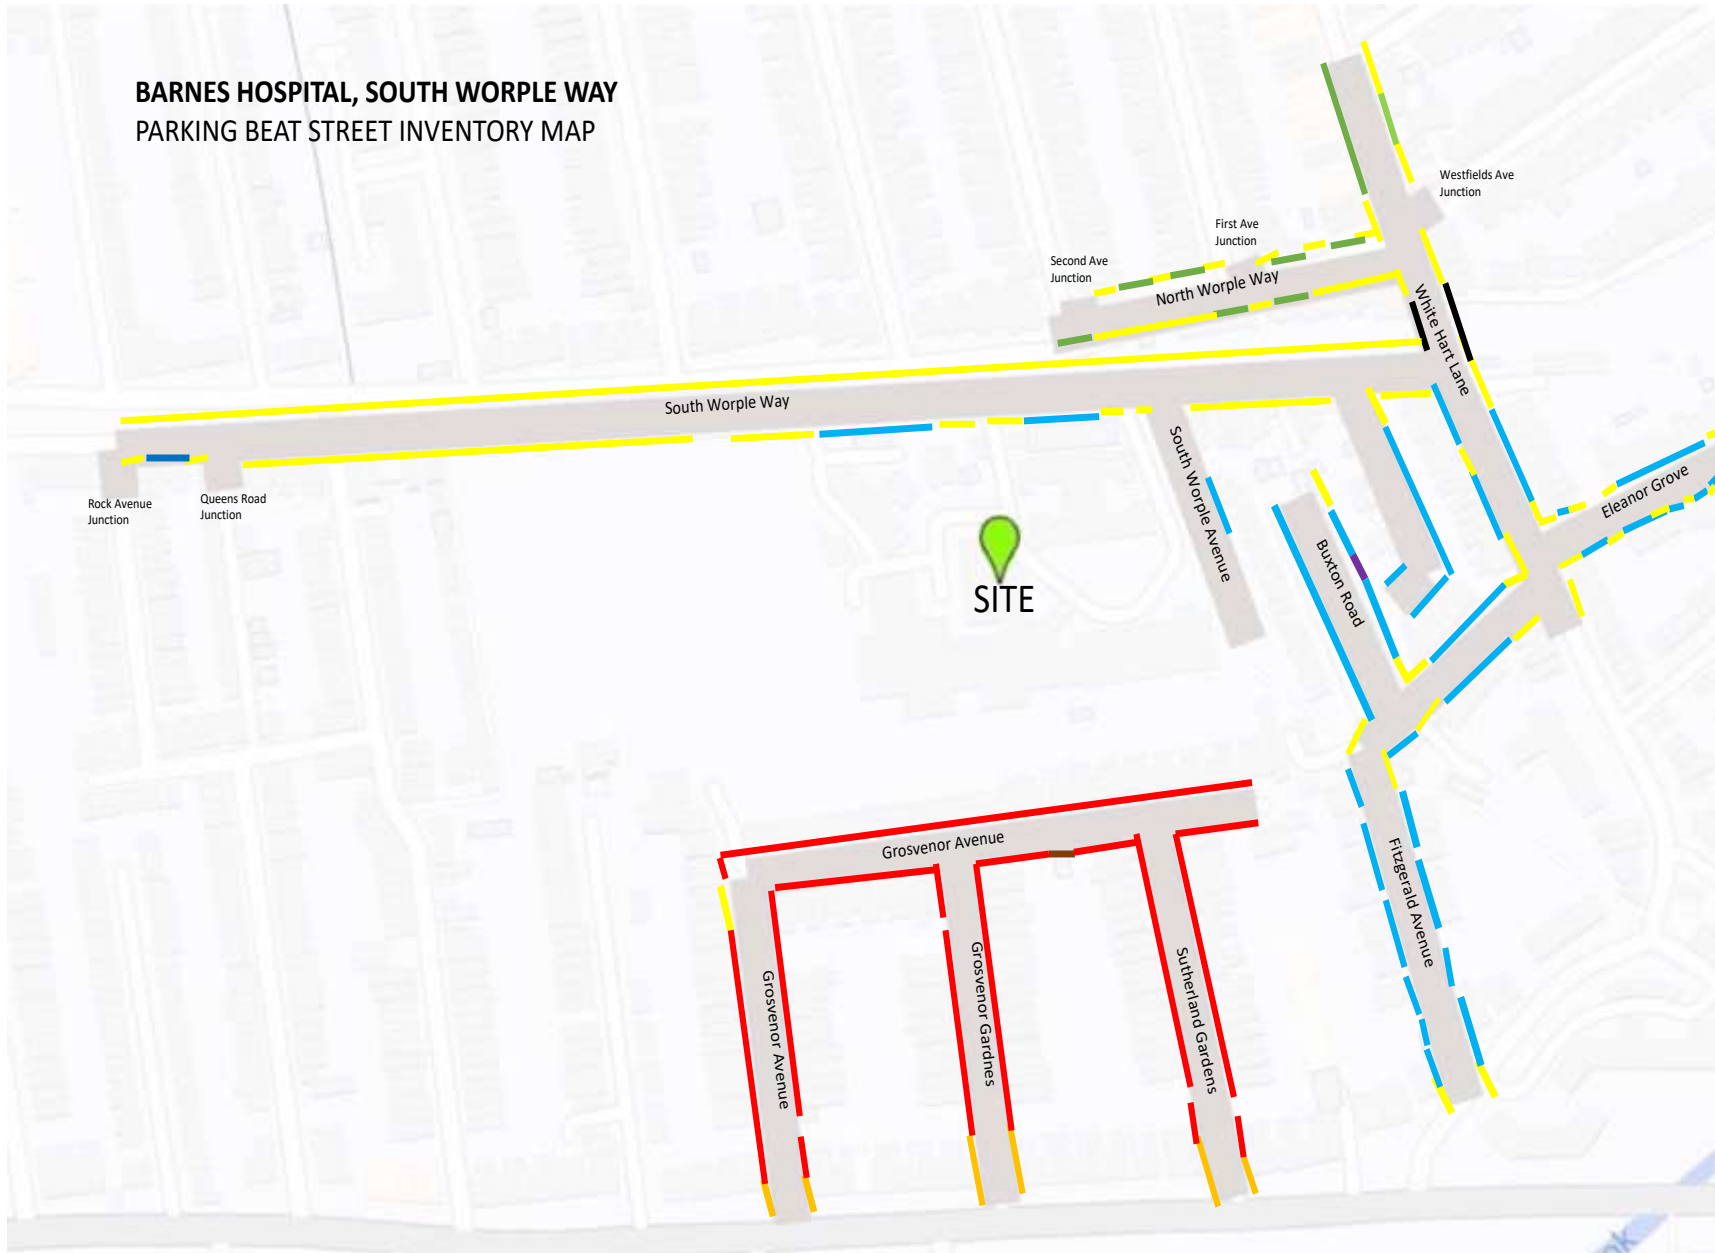 BARNES HOSPITAL, SOUTH WORPLE WAY
PARKING BEAT STREET INVENTORY MAP
Westfields Ave
Junction
First Ave
Junction
Second Ave
Junction
North Worple Way
White Hart Lane
South Worple Way
Rock Avenue
Junction
Queens Road
Junction
South Worple Avenue
Eleanor Grove
Buxton Road
SITE
Grosvenor Avenue
Fitzgerald Avenue
Grosvenor Avenue
Grosvenor Gardnes
Sutherland Gardens